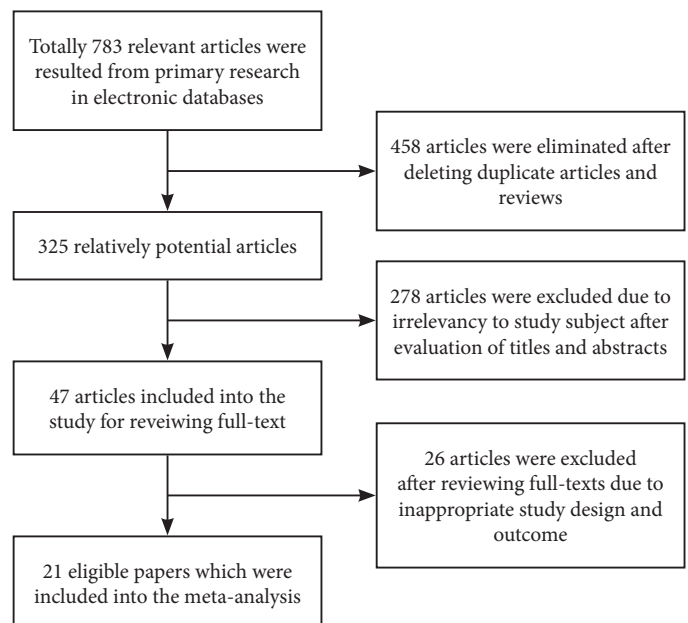 Totally 783 relevant articles were
resulted from primary research
in electronic databases
458 articles were eliminated after
deleting duplicate articles and
reviews
325 relatively potential articles
278 articles were excluded due to
irrelevancy to study subject after
evaluation of titles and abstracts
47 articles included into the
study for reveiwing full-text
26 articles were excluded
after reviewing full-texts due to
inappropriate study design and
outcome
21 eligible papers which were
included into the meta-analysis